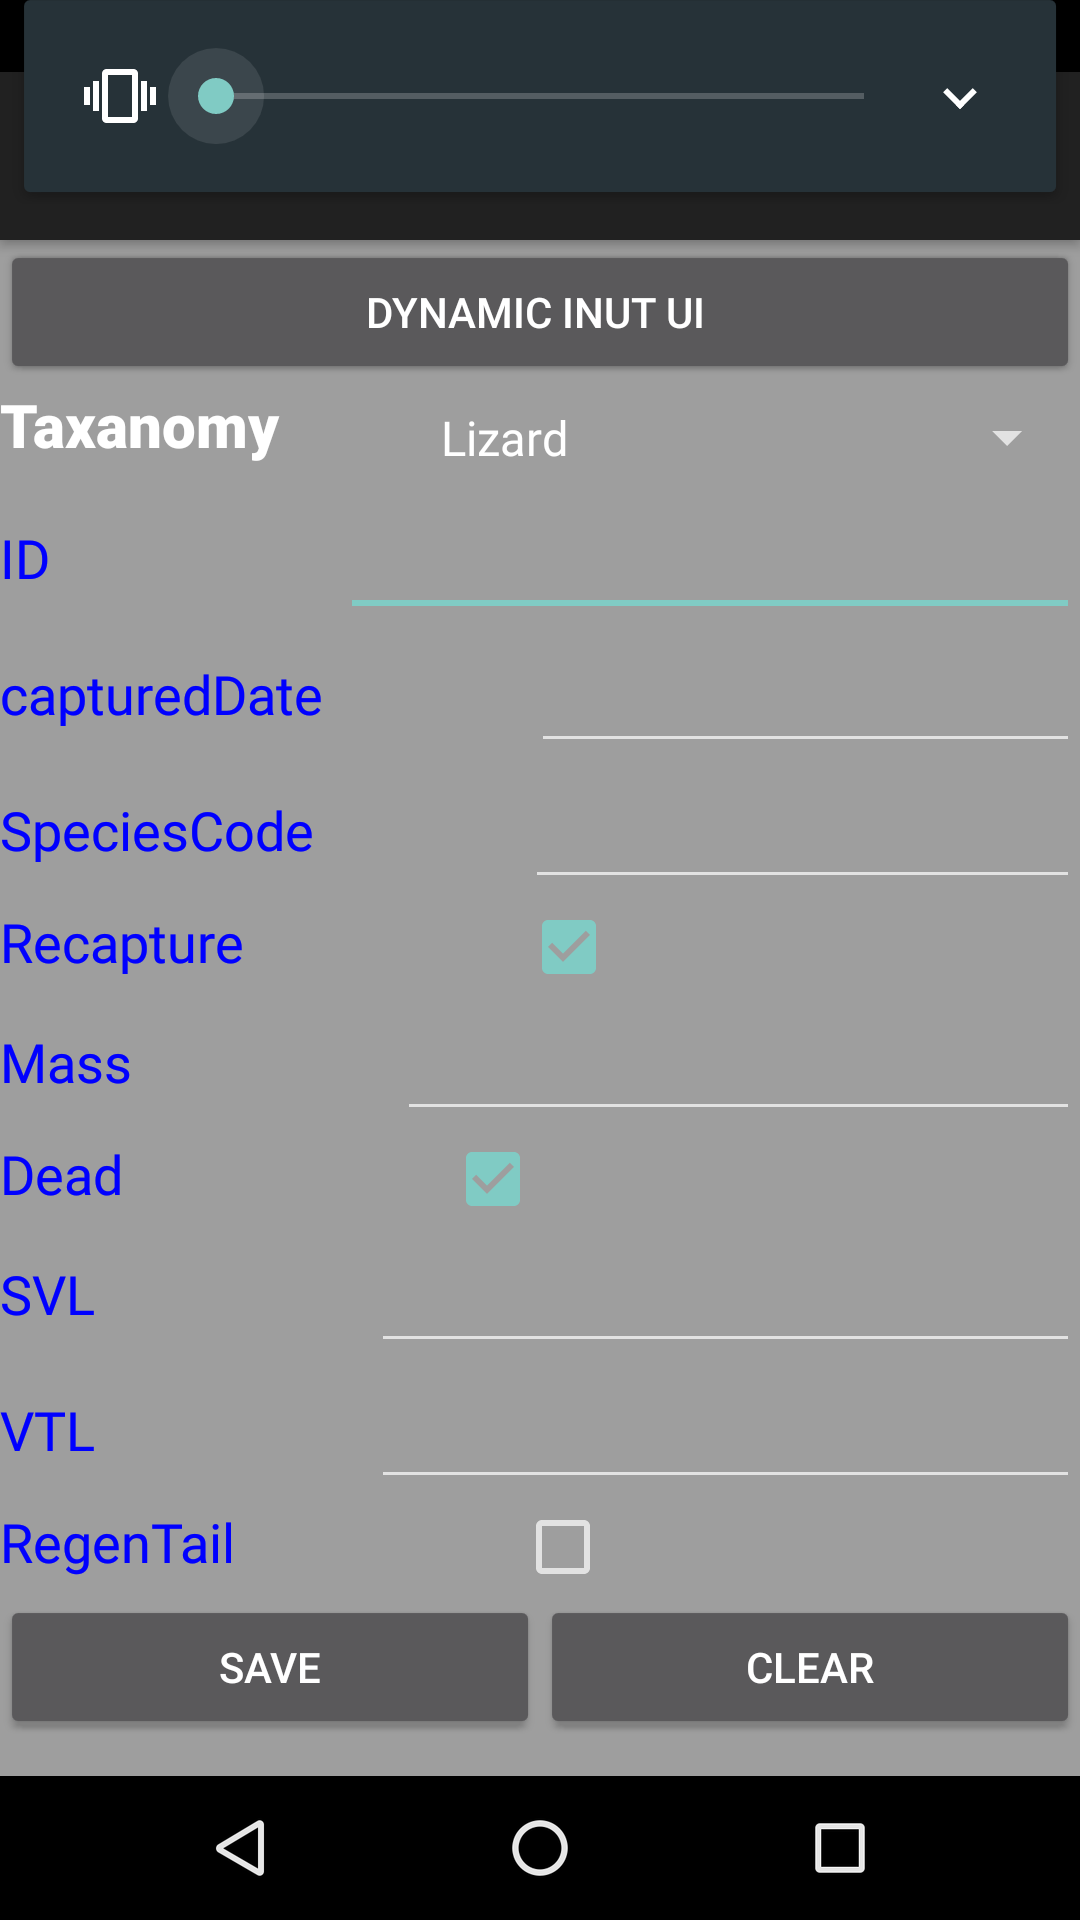 DYNAMIC INUT UI
Taxanomy Lizard
ID
capturedDate
SpeciesCode
Recapture
Mass
Dead
SVL
VTL
RegenTail
SAVE CLEAR